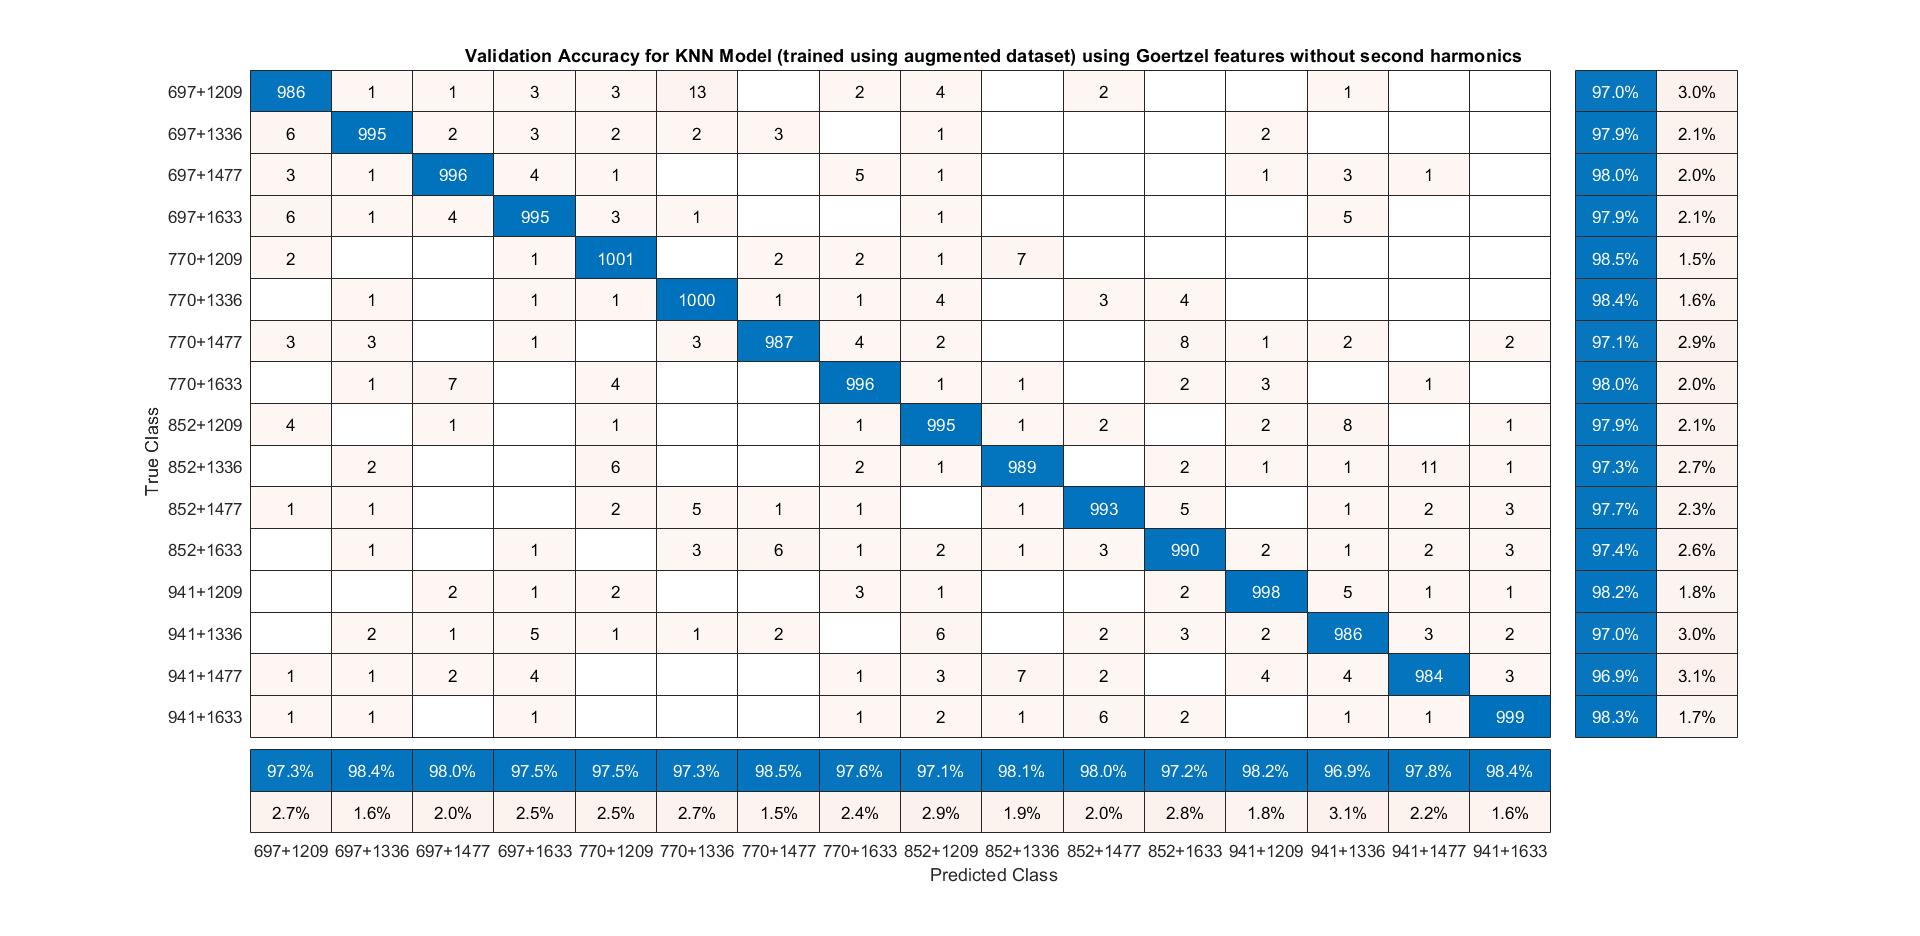 Validation Accuracy for KNN Model (trained using augmented dataset) using Goertzel features without second harmonics
697+1209 986 1 1 3 3 13 2 4 2 1 97.0% 3.0%
697+1336 6 995 2 3 2 2 3 1 2 97.9% 2.1%
697+1477 3 1 996 4 1 5 1 1 3 1 98.0% 2.0%
697+1633 6 1 4 995 3 1 1 5 97.9% 2.1%
770+1209 2 1 1001 2 2 1 7 98.5% 1.5%
770+1336 1 1 1 1000 1 1 4 3 4 98.4% 1.6%
770+1477 3 3 1 3 987 4 2 8 1 2 2 97.1% 2.9%
770+1633 1 7 4 996 1 1 2 3 1 98.0% 2.0%
852+1209 4 1 1 1 995 1 2 2 8 1 97.9% 2.1%
852+1336 2 6 2 1 989 2 1 1 11 1 97.3% 2.7%
852+1477 1 1 2 5 1 1 1 993 5 1 2 3 97.7% 2.3%
852+1633 1 1 3 6 1 2 1 3 990 2 1 2 3 97.4% 2.6%
941+1209 2 1 2 3 1 2 998 5 1 1 98.2% 1.8%
941+1336 2 1 5 1 1 2 6 2 3 2 986 3 2 97.0% 3.0%
941+1477 1 1 2 4 1 3 7 2 4 4 984 3 96.9% 3.1%
941+1633 1 1 1 1 2 1 6 2 1 1 999 98.3% 1.7%
True Class
97.3% 98.4% 98.0% 97.5% 97.5% 97.3% 98.5% 97.6% 97.1% 98.1% 98.0% 97.2% 98.2% 96.9% 97.8% 98.4%
2.7% 1.6% 2.0% 2.5% 2.5% 2.7% 1.5% 2.4% 2.9% 1.9% 2.0% 2.8% 1.8% 3.1% 2.2% 1.6%
697+1209 697+1336 697+1477 697+1633 770+1209 770+1336 770+1477 770+1633 852+1209 852+1336 852+1477 852+1633 941+1209 941+1336 941+1477 941+1633
Predicted Class